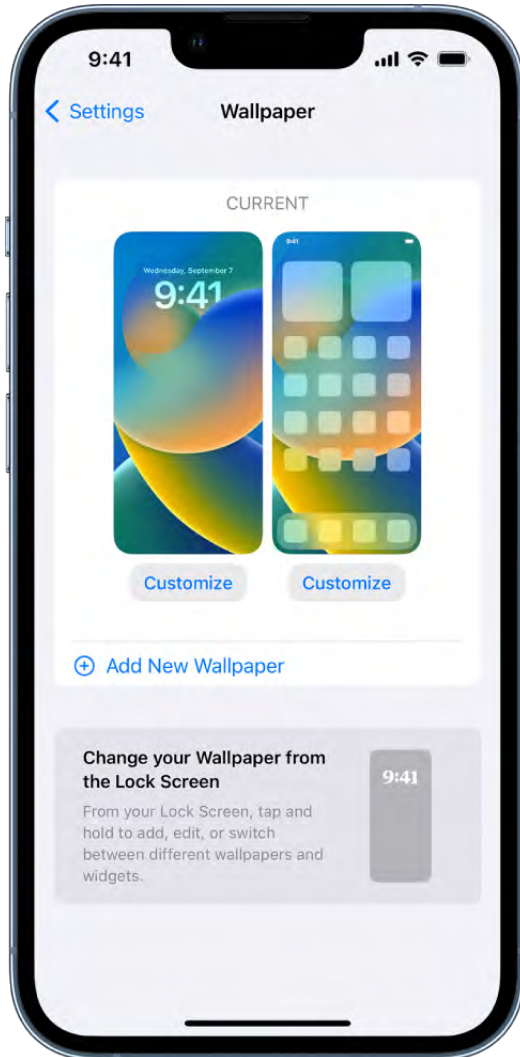 9:41
Settings
Wallpaper
CURRENT
Wednesday, September 7
9:41
9:41
Customize
Customize
Add New Wallpaper
Change your Wallpaper from
the Lock Screen
From your Lock Screen, tap and
hold to add, edit, or switch
between different wallpapers and
widgets.
9:41